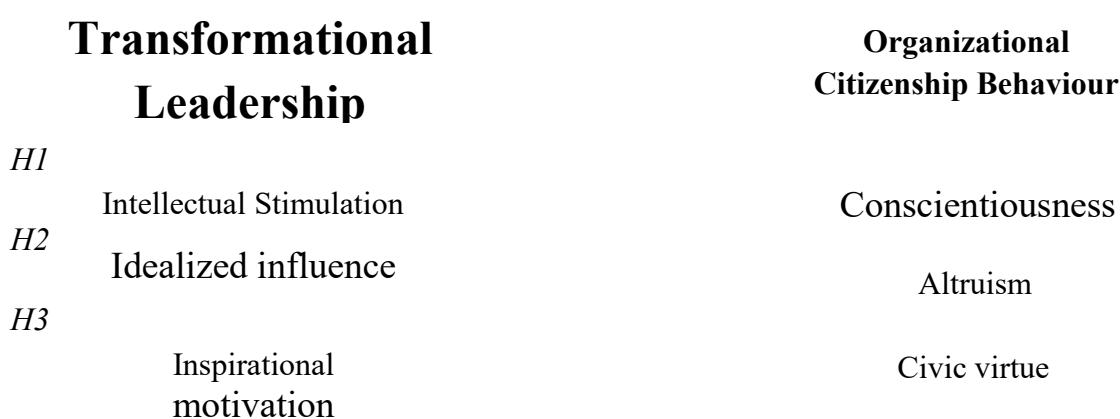 Transformational
Leadership
Organizational
Citizenship Behaviour
H1
Intellectual Stimulation
Conscientiousness
H2
Idealized influence
Altruism
H3
Inspirational
motivation
Civic virtue